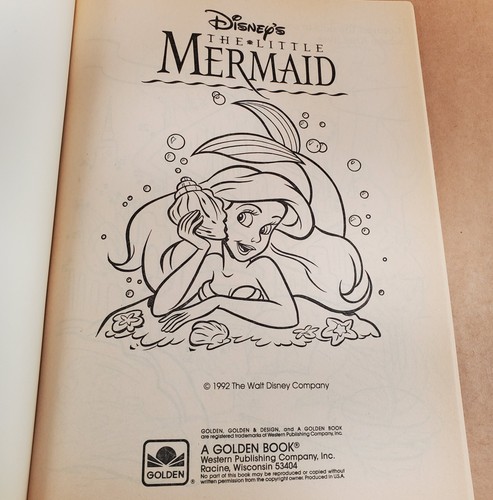 Disney's
THE LITTLE
MERMAID
© 1992 The Walt Disney Company
GOLDEN, GOLDEN & DESIGN, and A GOLDEN BOOK
are registered trademarks of Western Publishing Company, Inc.
A GOLDEN BOOK®
Western Publishing Company, Inc.
Racine, Wisconsin 53404
No part of this book may be reproduced or copied without
written permission from the copyright owner. Produced in U.S.A.
GOLDEN®